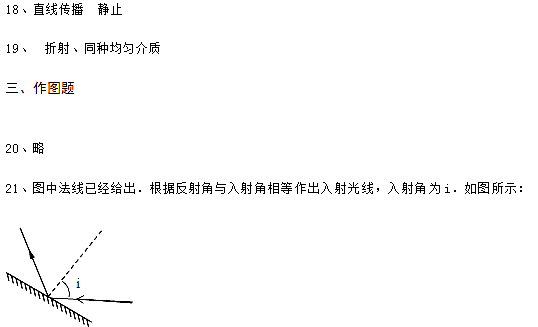 18、直线传播 静止
19、 折射、同种均匀介质
三、作图题
20、略
21、图中法线已经给出．根据反射角与入射角相等作出入射光线，入射角为i．如图所示：
i